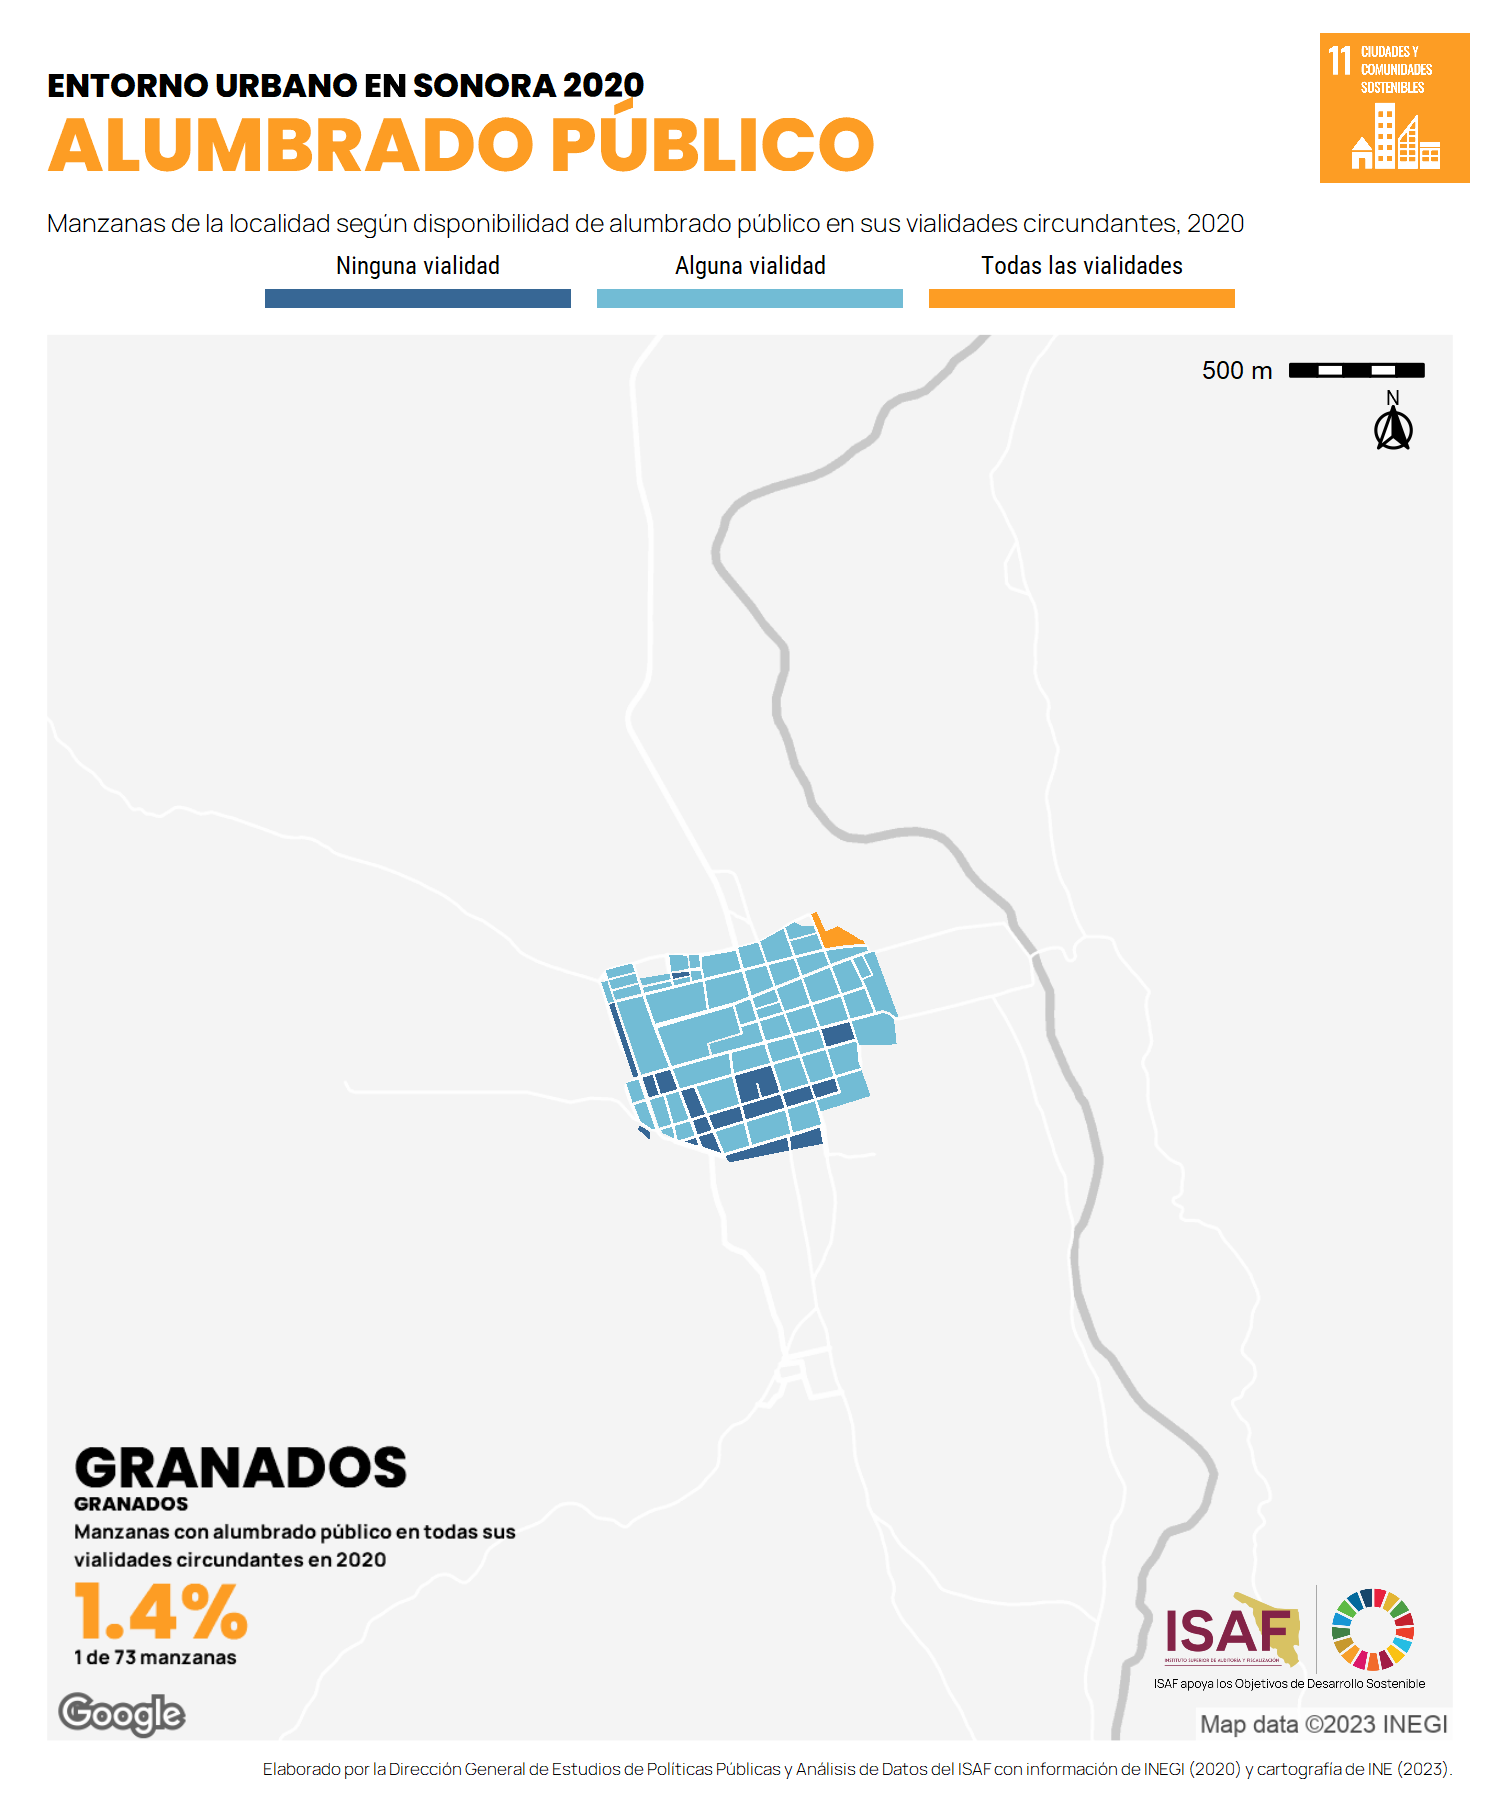 ENTORNO URBANO EN SONORA 2020
ALUMBRADO PÚBLICO
11 CIUDADES Y
COMUNIDADES
SOSTENIBLES
Manzanas de la localidad según disponibilidad de alumbrado público en sus vialidades circundantes, 2020
Ninguna vialidad
Alguna vialidad
Todas las vialidades
500 m
N
GRANADOS
GRANADOS
Manzanas con alumbrado público en todas sus
vialidades circundantes en 2020
1.4%
1 de 73 manzanas
ISAF
INSTITUTO SUPERIOR DE AUDITORÍA Y FISCALIZACIÓN
ISAF apoya los Objetivos de Desarrollo Sostenible
Google
Map data ©2023 INEGI
Elaborado por la Dirección General de Estudios de Políticas Públicas y Análisis de Datos del ISAF con información de INEGI (2020) y cartografía de INE (2023).